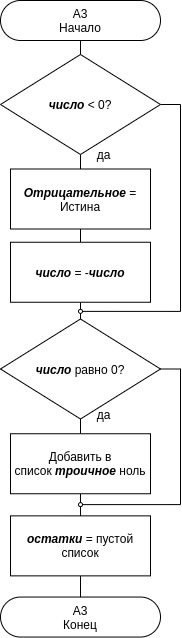 А3
Начало
число < 0?
да
Отрицательное =
Истина
число = -число
число равно 0?
да
Добавить в
список троичное ноль
остатки = пустой
список
А3
Конец